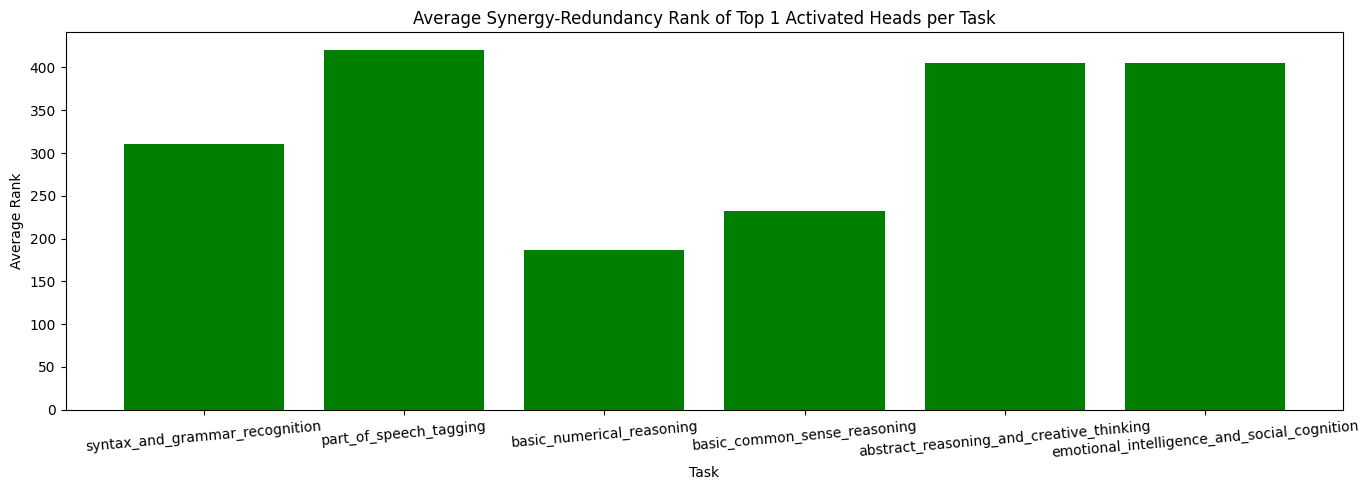 Average Synergy-Redundancy Rank of Top 1 Activated Heads per Task
Average Rank
400
350
300
250
200
150
100
50
0
syntax_and_grammar_recognition
part_of_speech_tagging
basic_numerical_reasoning
basic_common_sense_reasoning
abstract_reasoning_and_creative_thinking
emotional_intelligence_and_social_cognition
Task